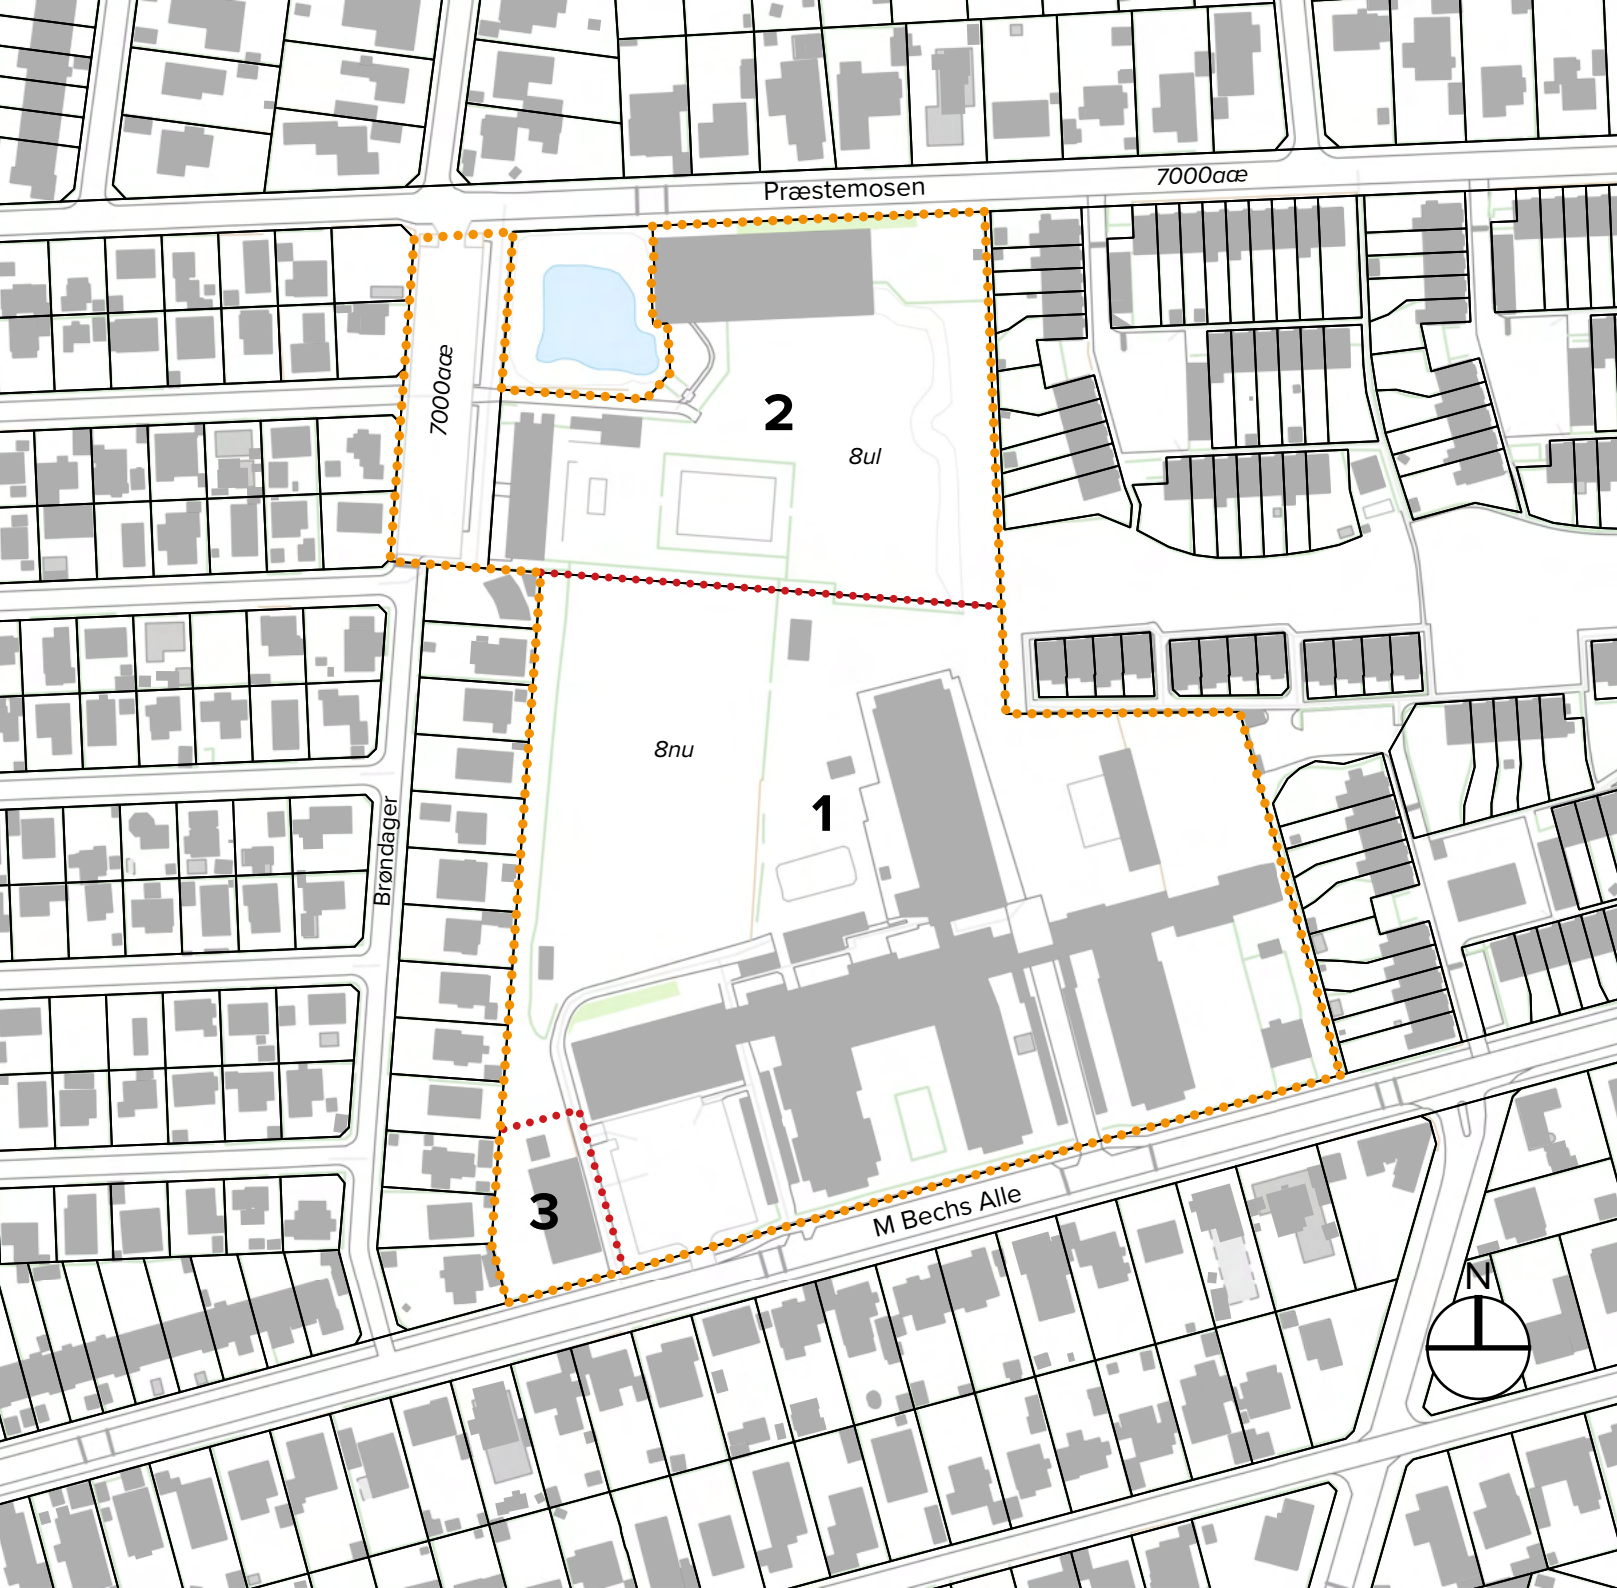 Præstemosen
7000aæ
7000aæ
2
8ul
8nu
1
Brøndager
3
M Bechs Alle
N